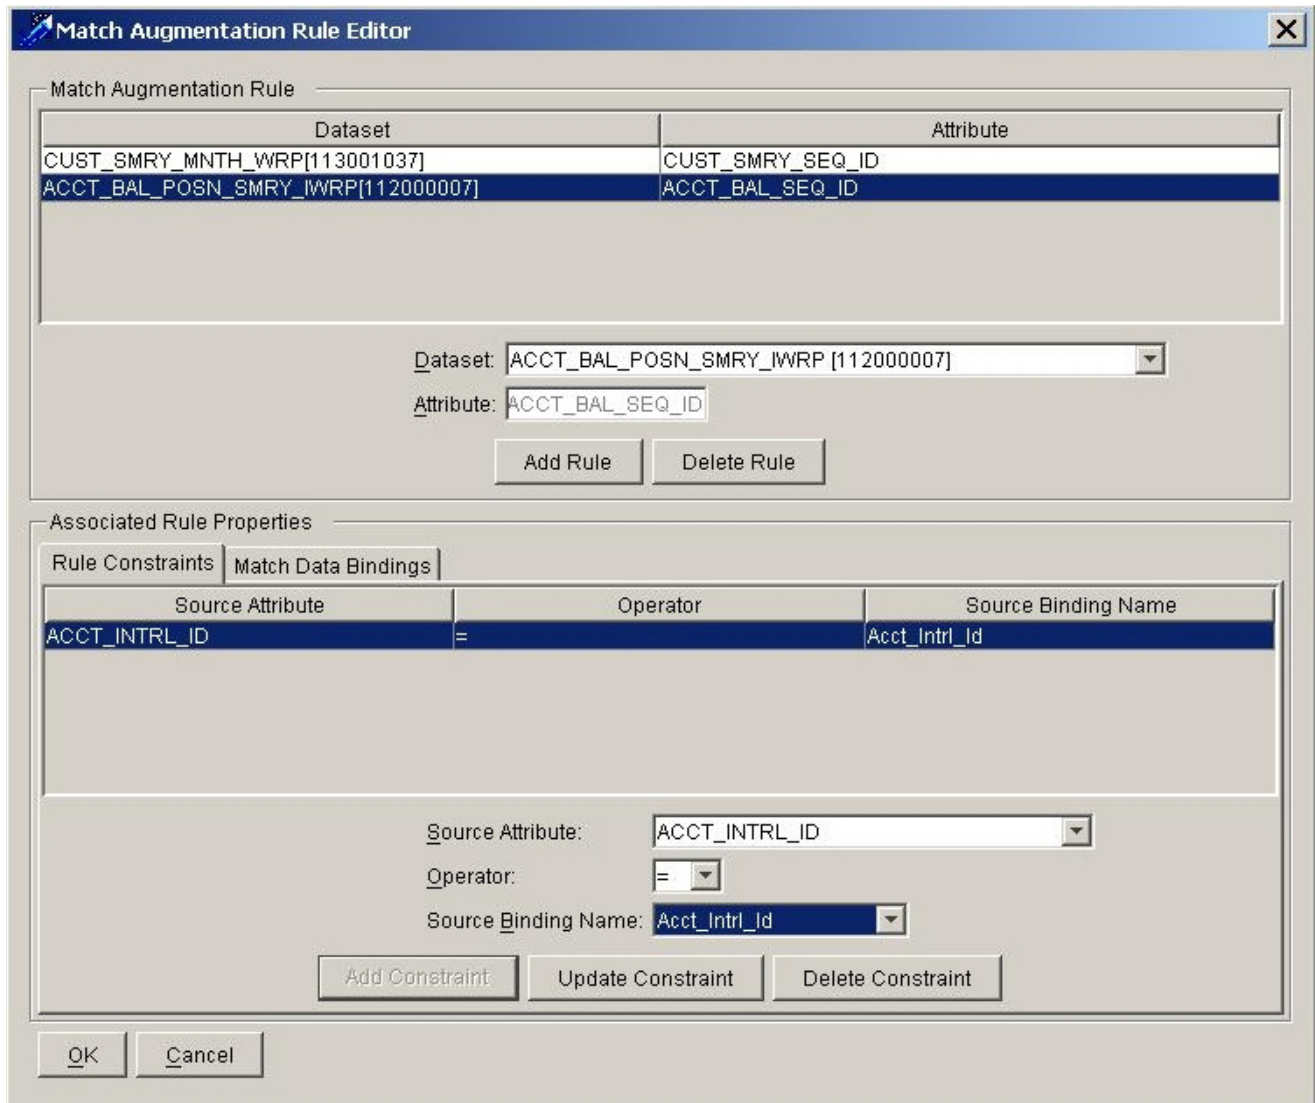 Match Augmentation Rule Editor
Match Augmentation Rule
Dataset Attribute
CUST_SMRY_MNTH_WRP[113001037] CUST_SMRY_SEQ_ID
ACCT_BAL_POSN_SMRY_IWRP[112000007] ACCT_BAL_SEQ_ID
Dataset: ACCT_BAL_POSN_SMRY_IWRP [112000007]
Attribute: ACCT_BAL_SEQ_ID
Add Rule Delete Rule
Associated Rule Properties
Rule Constraints Match Data Bindings
Source Attribute Operator Source Binding Name
ACCT_INTRL_ID = Acct_Intrl_Id
Source Attribute: ACCT_INTRL_ID
Operator: =
Source Binding Name: Acct_Intrl_Id
Add Constraint Update Constraint Delete Constraint
OK Cancel